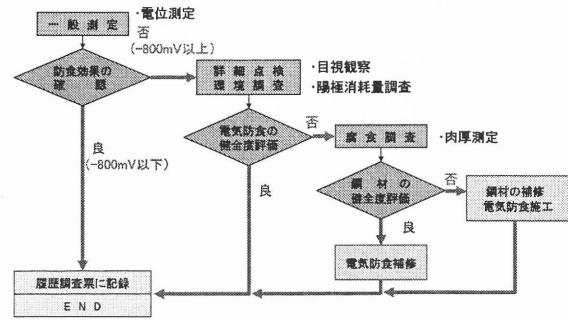 一般測定
・電位測定
否
(-800mV以上)
防食効果の
確認
詳細点検
環境調査
・目視観察
・陽極消耗量調査
電気防食の
健全度評価
否
腐食調査
・肉厚測定
良
(-800mV以下)
良
鋼材の
健全度評価
否
鋼材の補修
電気防食施工
良
電気防食補修
履歴調査票に記録
END